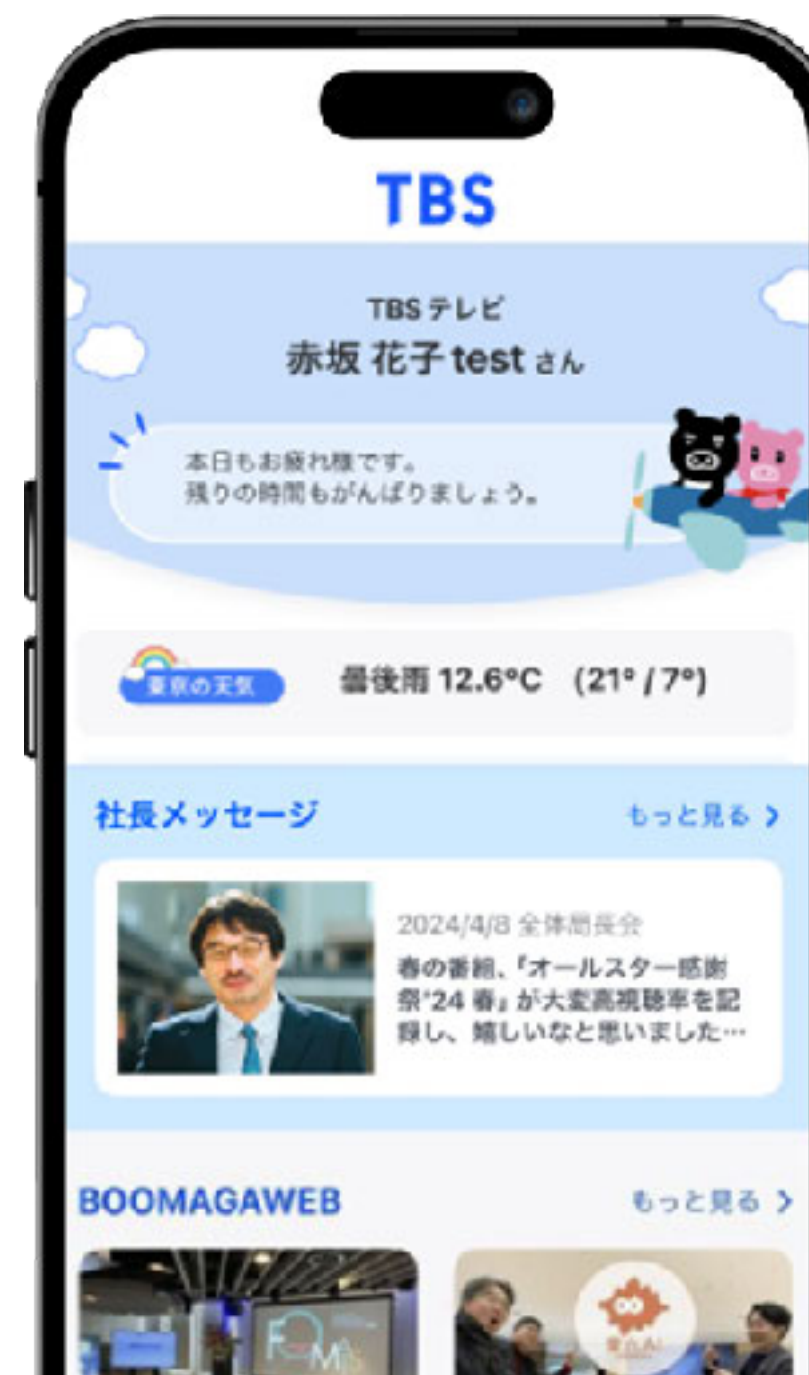 TBS
TBS テレビ
赤坂 花子 test さん
本日もお疲れ様です。
残りの時間もがんばりましょう。
東京の天気
曇後雨 12.6°C (21° / 7°)
社長メッセージ
もっと見る >
2024/4/8 全体局長会
春の番組、『オールスター感謝
祭'24 春』が大変高視聴率を記
録し、嬉しいなと思いました…
BOOMAGAWEB
もっと見る >